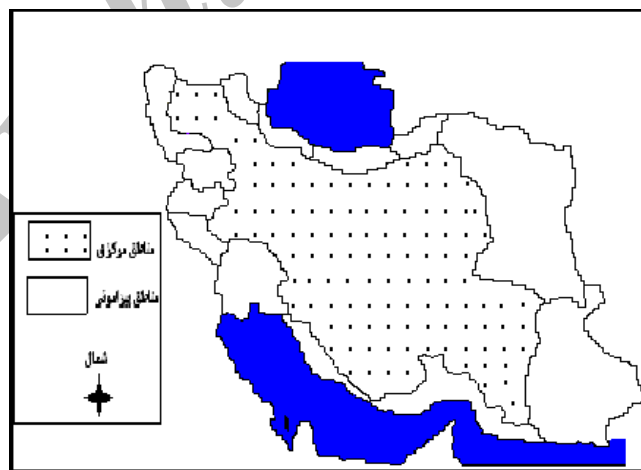 مناطق مرکزی
مناطق پیرامونی
شمال